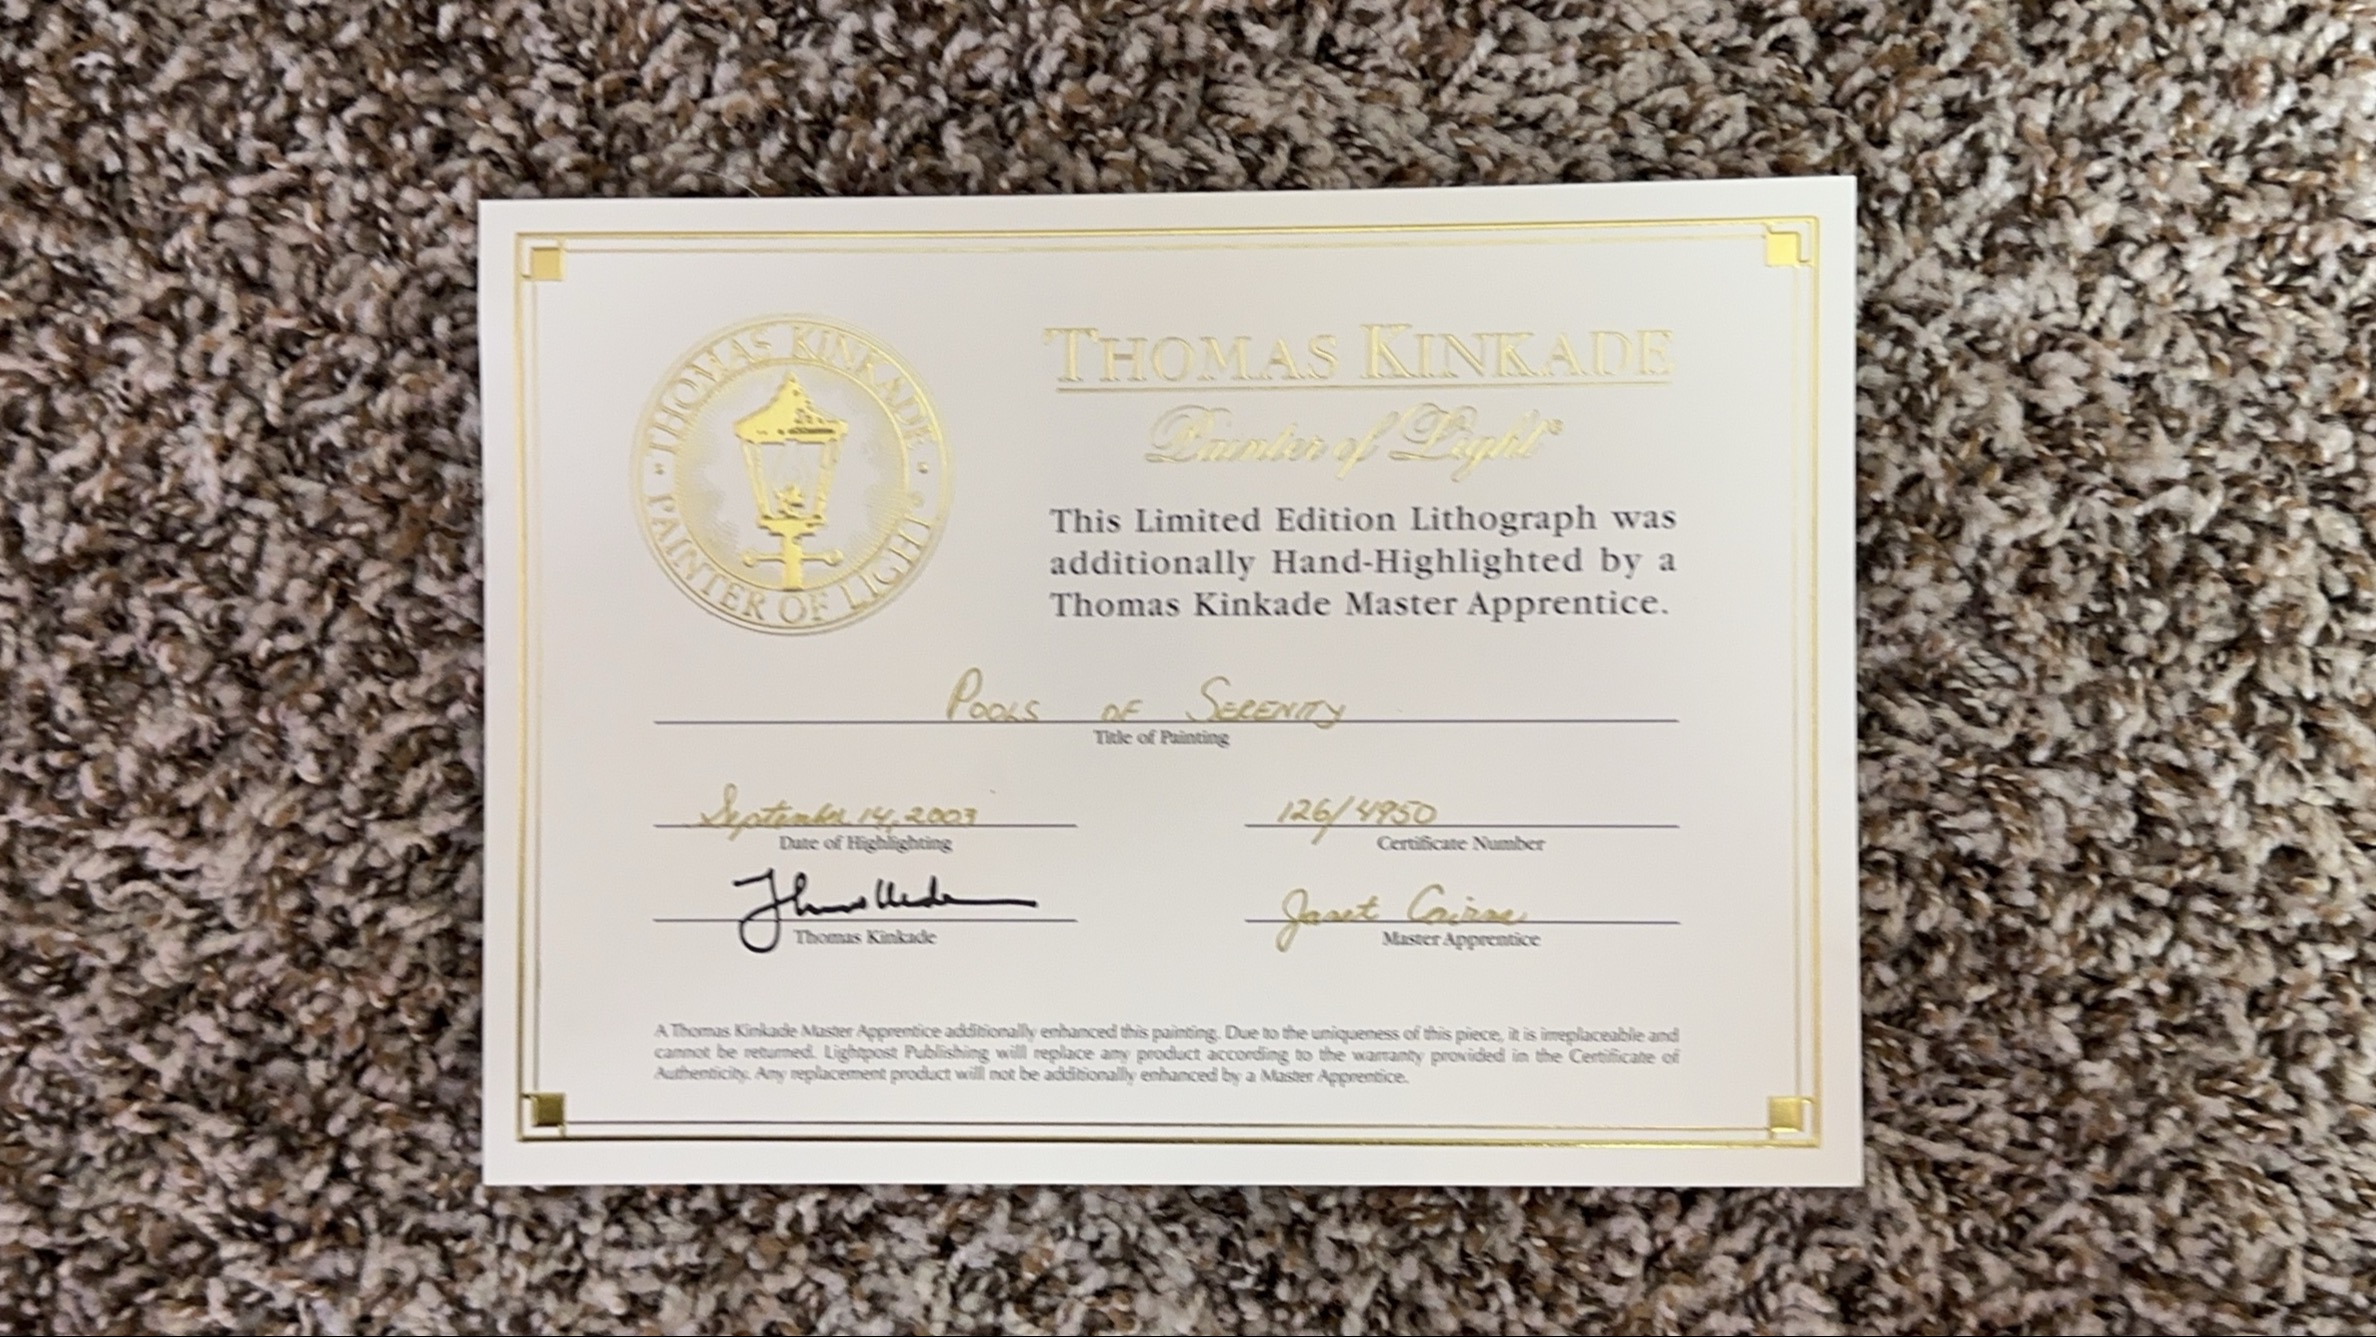 THOMAS KINKADE
PAINTER OF LIGHT
THOMAS KINKADE
Painter of Light®
This Limited Edition Lithograph was
additionally Hand-Highlighted by a
Thomas Kinkade Master Apprentice.
POOLS OF SERENITY
Title of Painting
September 14, 2003
Date of Highlighting
126/4950
Certificate Number
Thomas Kinkade
Janet
Master Apprentice
A Thomas Kinkade Master Apprentice additionally enhanced this painting. Due to the uniqueness of this piece, it is irreplaceable and
cannot be returned. Lightpost Publishing will replace any product according to the warranty provided in the Certificate of
Authenticity. Any replacement product will not be additionally enhanced by a Master Apprentice.